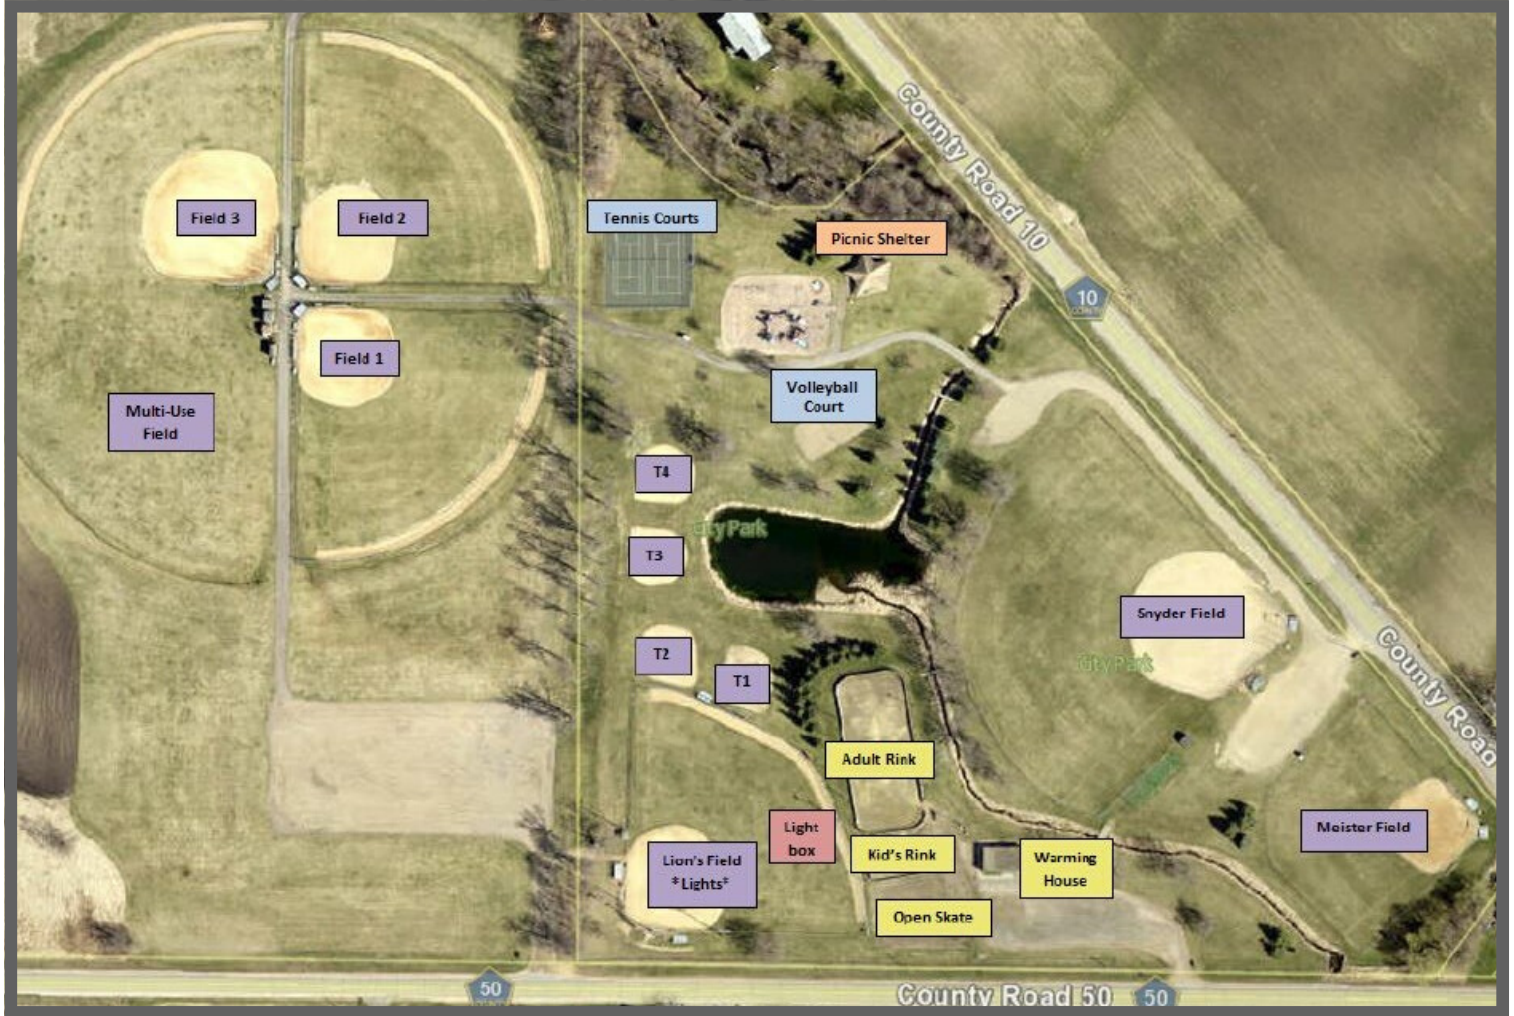 County Road 10
Field 3
Field 2
Tennis Courts
Picnic Shelter
10
COUNTY
Field 1
Volleyball
Court
Multi-Use
Field
T4
City Park
T3
Snyder Field
T2
City Park
T1
County Road
Adult Rink
Light
box
Kid's Rink
Warming
House
Meister Field
Lion's Field
*Lights*
Open Skate
50
County Road 50
50